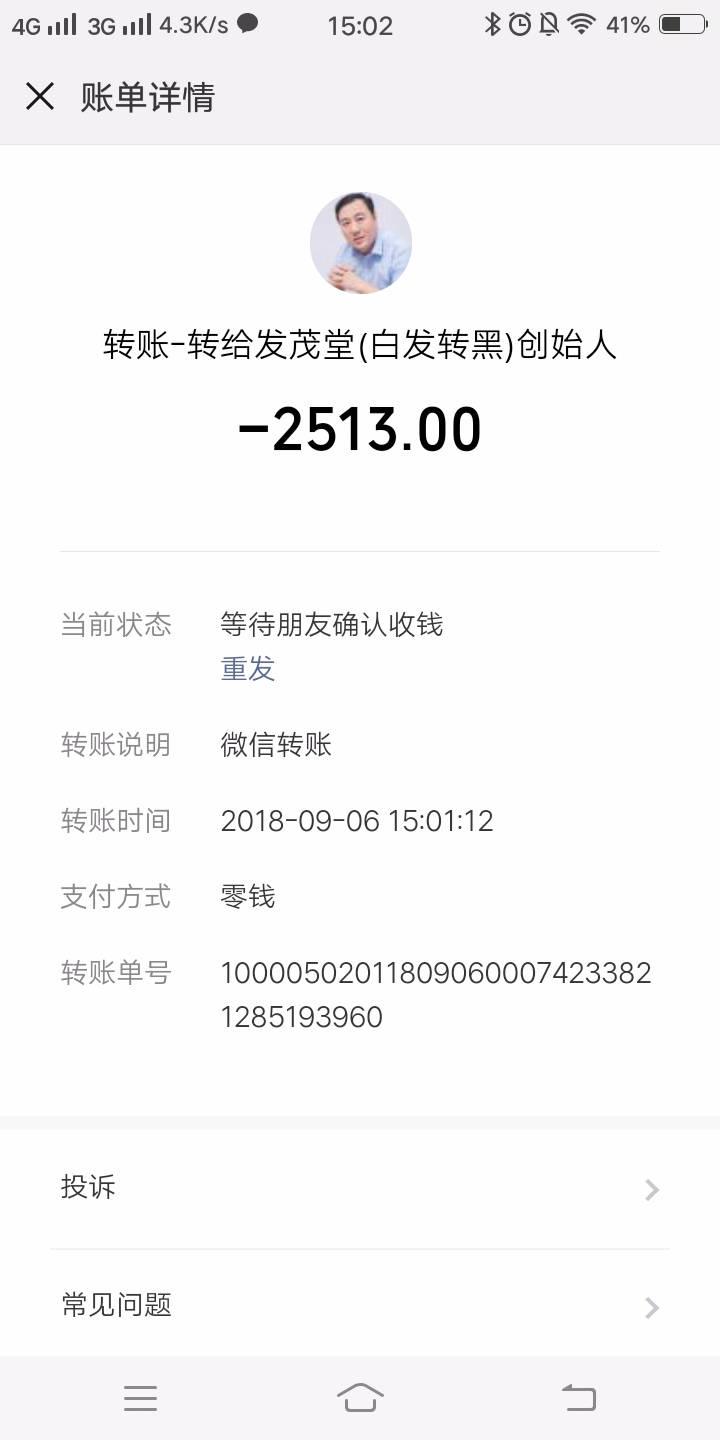 4G 3G 4.3K/s 15:02 41%
账单详情
转账-转给发茂堂(白发转黑)创始人
-2513.00
当前状态 等待朋友确认收钱
重发
转账说明 微信转账
转账时间 2018-09-06 15:01:12
支付方式 零钱
转账单号 10000502011809060007423382
1285193960
投诉
常见问题